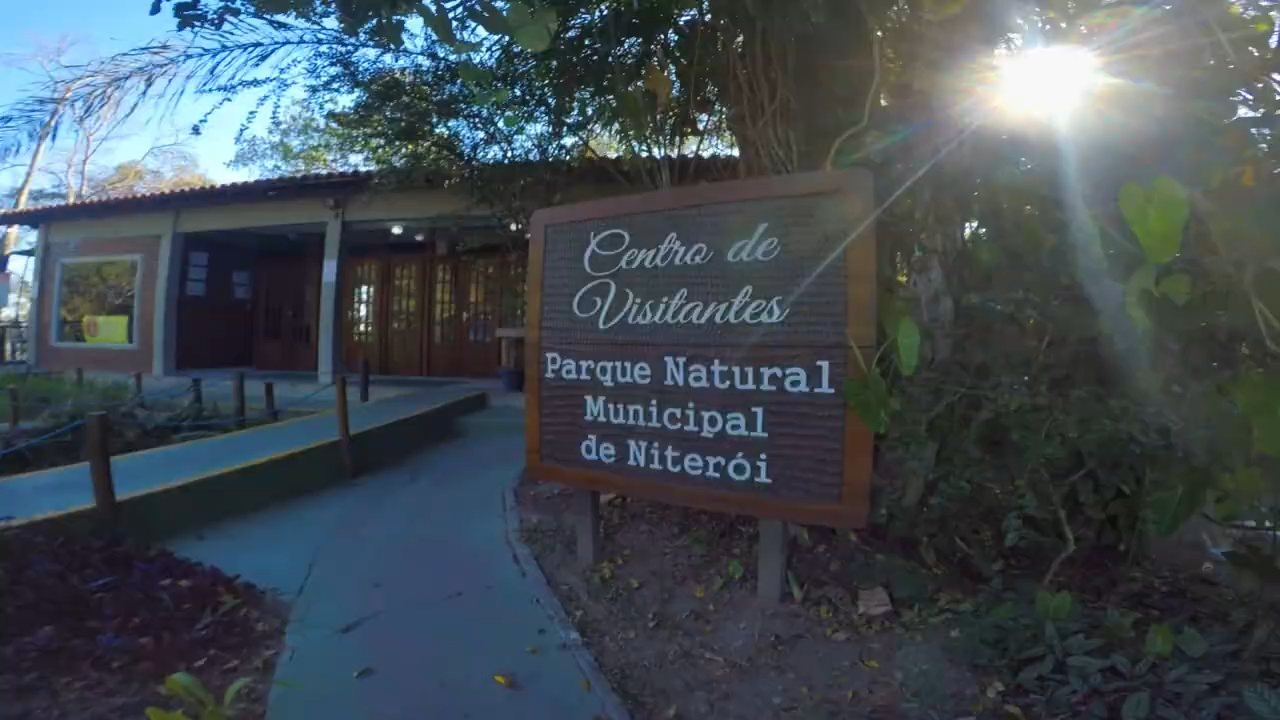 Centro de
Visitantes
Parque Natural
Municipal
de Niterói